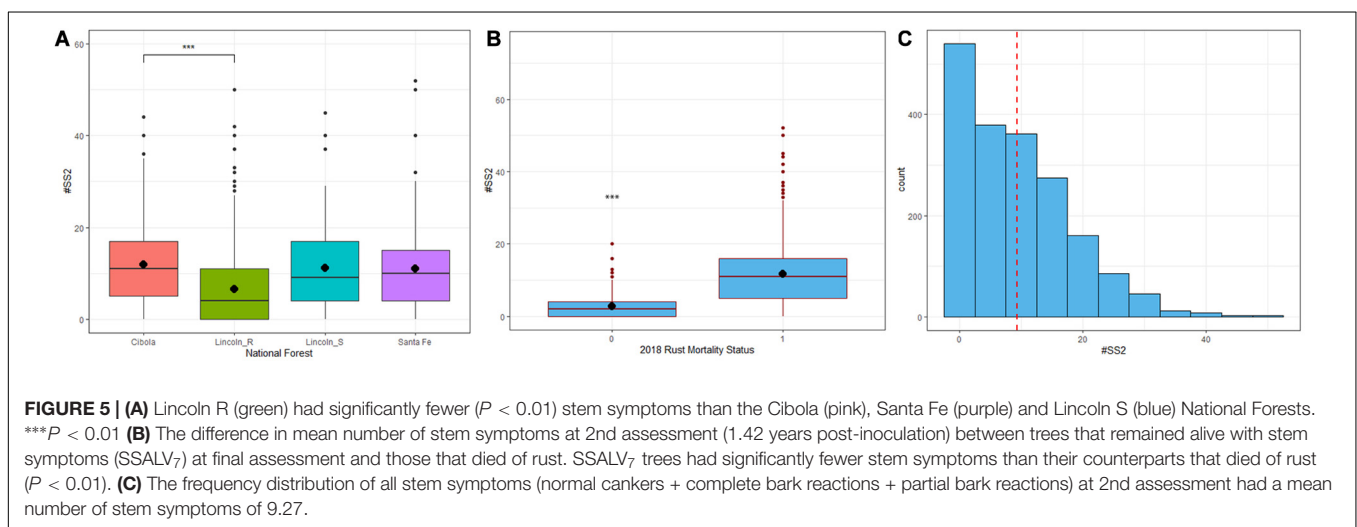 A
***
60
40
20
0
#SS2
Cibola
Lincoln_R
Lincoln_S
Santa Fe
National Forest
B
***
60
40
20
0
#SS2
0
1
2018 Rust Mortality Status
C
400
200
0
count
0
20
40
#SS2
FIGURE 5 | (A) Lincoln R (green) had significantly fewer (P < 0.01) stem symptoms than the Cibola (pink), Santa Fe (purple) and Lincoln S (blue) National Forests.
***P < 0.01 (B) The difference in mean number of stem symptoms at 2nd assessment (1.42 years post-inoculation) between trees that remained alive with stem
symptoms (SSALV7) at final assessment and those that died of rust. SSALV7 trees had significantly fewer stem symptoms than their counterparts that died of rust
(P < 0.01). (C) The frequency distribution of all stem symptoms (normal cankers + complete bark reactions + partial bark reactions) at 2nd assessment had a mean
number of stem symptoms of 9.27.